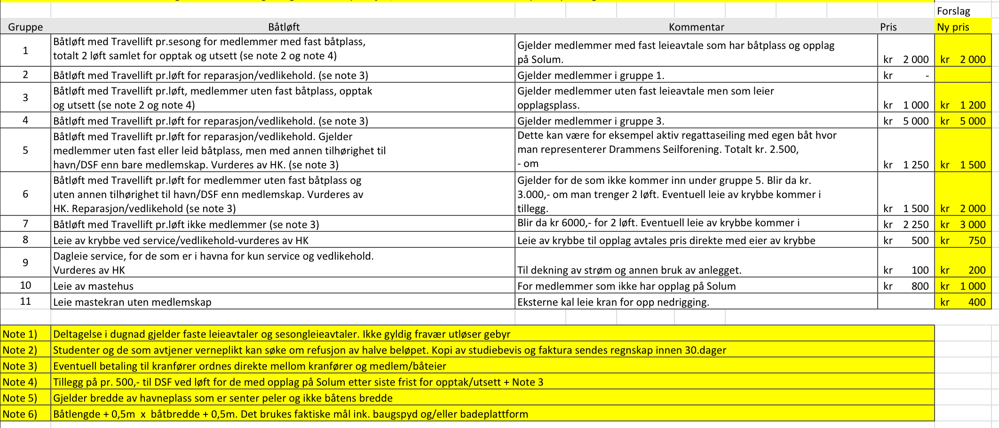 Forslag
Gruppe Båtløft Kommentar Pris Ny pris
1 Båtløft med Travellift pr.sesong for medlemmer med fast båtplass,
totalt 2 løft samlet for opptak og utsett (se note 2 og note 4)
Gjelder medlemmer med fast leieavtale som har båtplass og opplag
på Solum. kr 2 000 kr 2 000
2 Båtløft med Travellift pr.løft for reparasjon/vedlikehold. (se note 3) Gjelder medlemmer i gruppe 1. kr -
3 Båtløft med Travellift pr.løft, medlemmer uten fast båtplass, opptak
og utsett (se note 2 og note 4)
Gjelder medlemmer uten fast leieavtale men som leier
opplagsplass. kr 1 000 kr 1 200
4 Båtløft med Travellift pr.løft for reparasjon/vedlikehold. (se note 3) Gjelder medlemmer i gruppe 3. kr 5 000 kr 5 000
5 Båtløft med Travellift pr.løft for reparasjon/vedlikehold. Gjelder
medlemmer uten fast eller leid båtplass, men med annen tilhørighet til
havn/DSF enn bare medlemskap. Vurderes av HK. (se note 3)
Dette kan være for eksempel aktiv regattaseiling med egen båt hvor
man representerer Drammens Seilforening. Totalt kr. 2.500,
- om kr 1 250 kr 1 500
6 Båtløft med Travellift pr.løft for medlemmer uten fast båtplass og
uten annen tilhørighet til havn/DSF enn medlemskap. Vurderes av
HK. Reparasjon/vedlikehold (se note 3)
Gjelder for de som ikke kommer inn under gruppe 5. Blir da kr.
3.000,- om man trenger 2 løft. Eventuell leie av krybbe kommer i
tillegg. kr 1 500 kr 2 000
7 Båtløft med Travellift pr.løft ikke medlemmer (se note 3) Blir da kr 6000,- for 2 løft. Eventuell leie av krybbe kommer i kr 2 250 kr 3 000
8 Leie av krybbe ved service/vedlikehold-vurderes av HK Leie av krybbe til opplag avtales pris direkte med eier av krybbe kr 500 kr 750
9 Dagleie service, for de som er i havna for kun service og vedlikehold.
Vurderes av HK
Til dekning av strøm og annen bruk av anlegget. kr 100 kr 200
10 Leie av mastehus For medlemmer som ikke har opplag på Solum kr 800 kr 1 000
11 Leie mastekran uten medlemskap Eksterne kal leie kran for opp nedrigging. kr 400
Note 1) Deltagelse i dugnad gjelder faste leieavtaler og sesongleieavtaler. Ikke gyldig fravær utløser gebyr
Note 2) Studenter og de som avtjener verneplikt kan søke om refusjon av halve beløpet. Kopi av studiebevis og faktura sendes regnskap innen 30.dager
Note 3) Eventuell betaling til kranfører ordnes direkte mellom kranfører og medlem/båteier
Note 4) Tillegg på pr. 500,- til DSF ved løft for de med opplag på Solum etter siste frist for opptak/utsett + Note 3
Note 5) Gjelder bredde av havneplass som er senter peler og ikke båtens bredde
Note 6) Båtlengde + 0,5m x båtbredde + 0,5m. Det brukes faktiske mål ink. baugspyd og/eller badeplattform